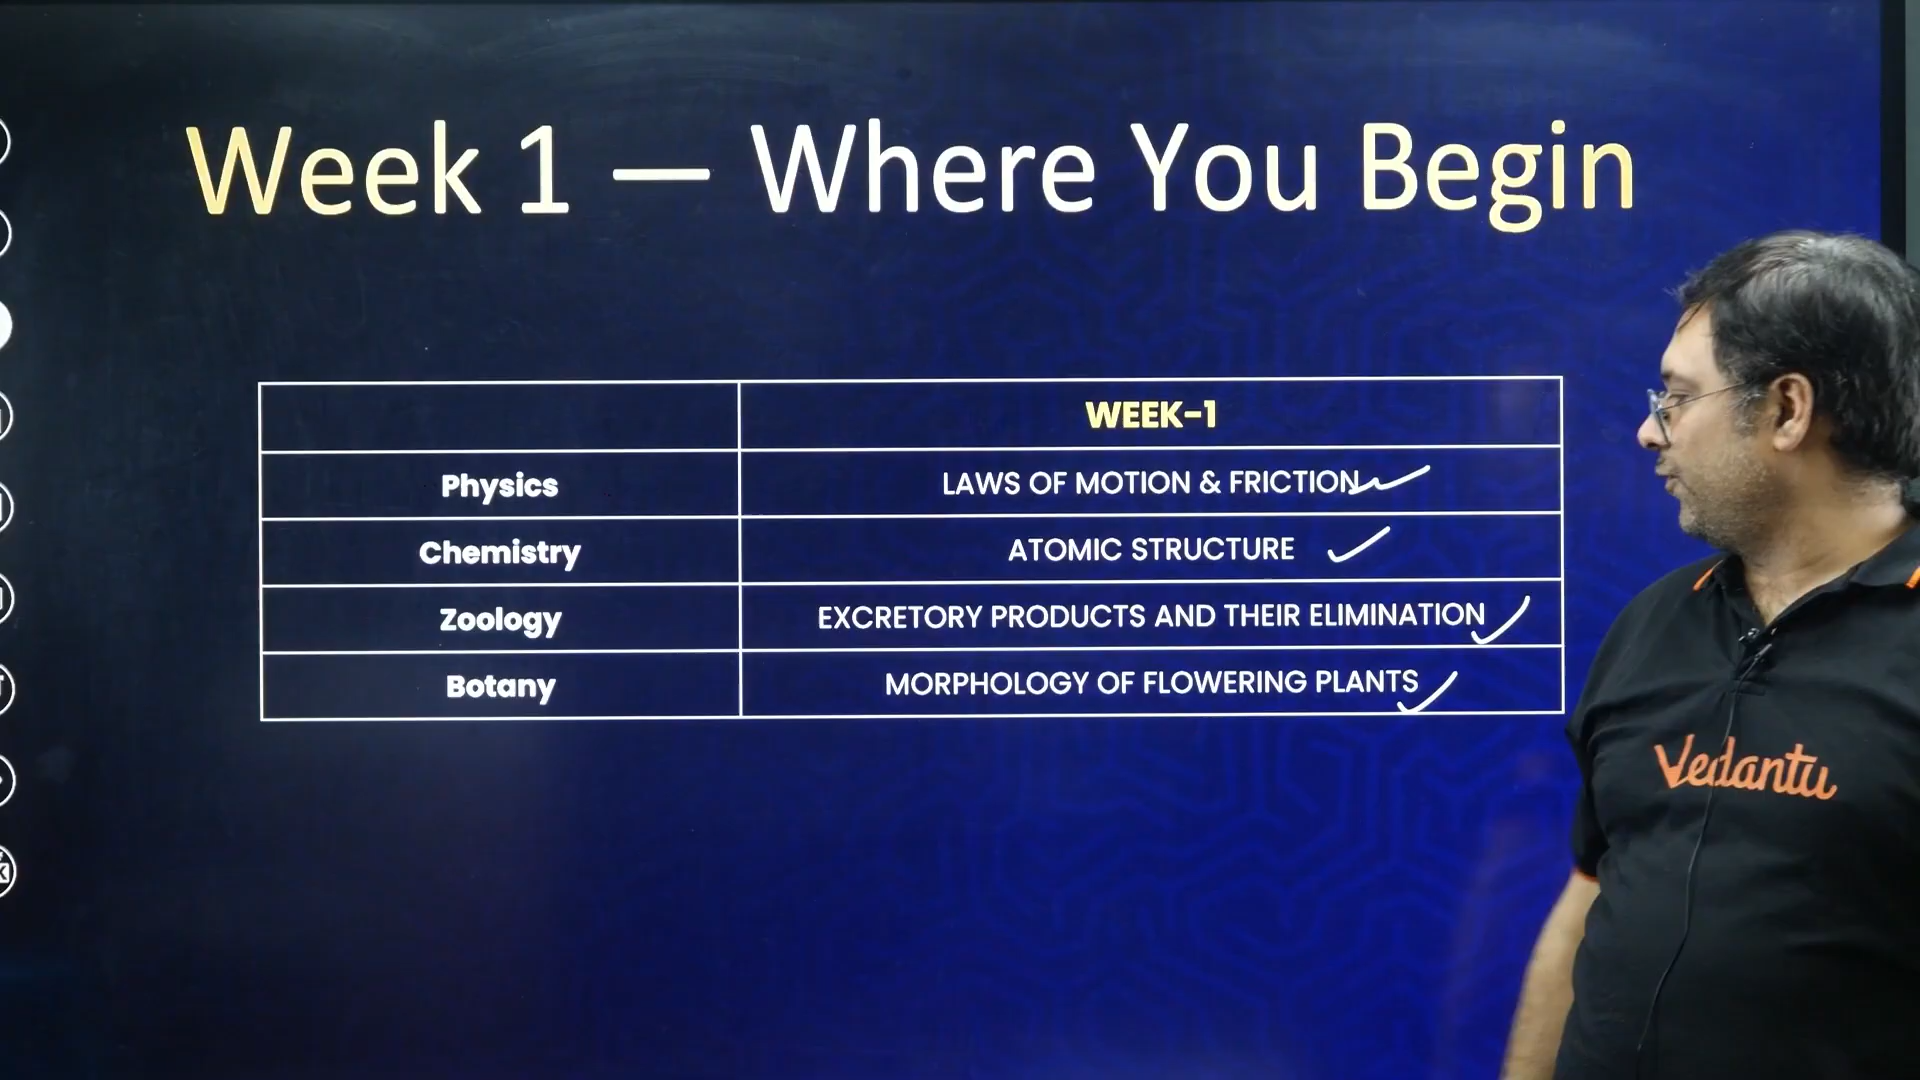 Week 1 — Where You Begin
WEEK-1
Physics LAWS OF MOTION & FRICTION
Chemistry ATOMIC STRUCTURE
Zoology EXCRETORY PRODUCTS AND THEIR ELIMINATION
Botany MORPHOLOGY OF FLOWERING PLANTS
Vedantu